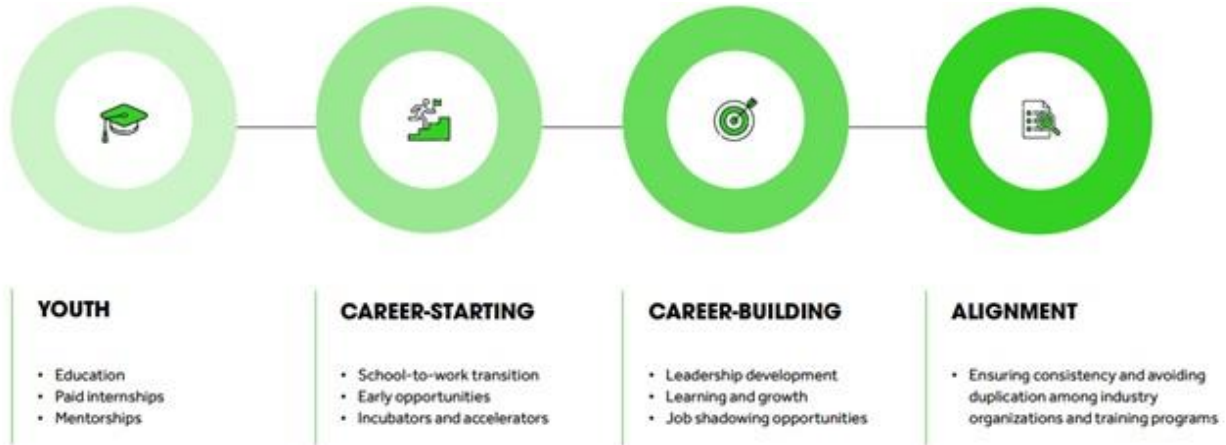 YOUTH
• Education
• Paid internships
• Mentorships
CAREER-STARTING
• School-to-work transition
• Early opportunities
• Incubators and accelerators
CAREER-BUILDING
• Leadership development
• Learning and growth
• Job shadowing opportunities
ALIGNMENT
• Ensuring consistency and avoiding
duplication among industry
organizations and training programs